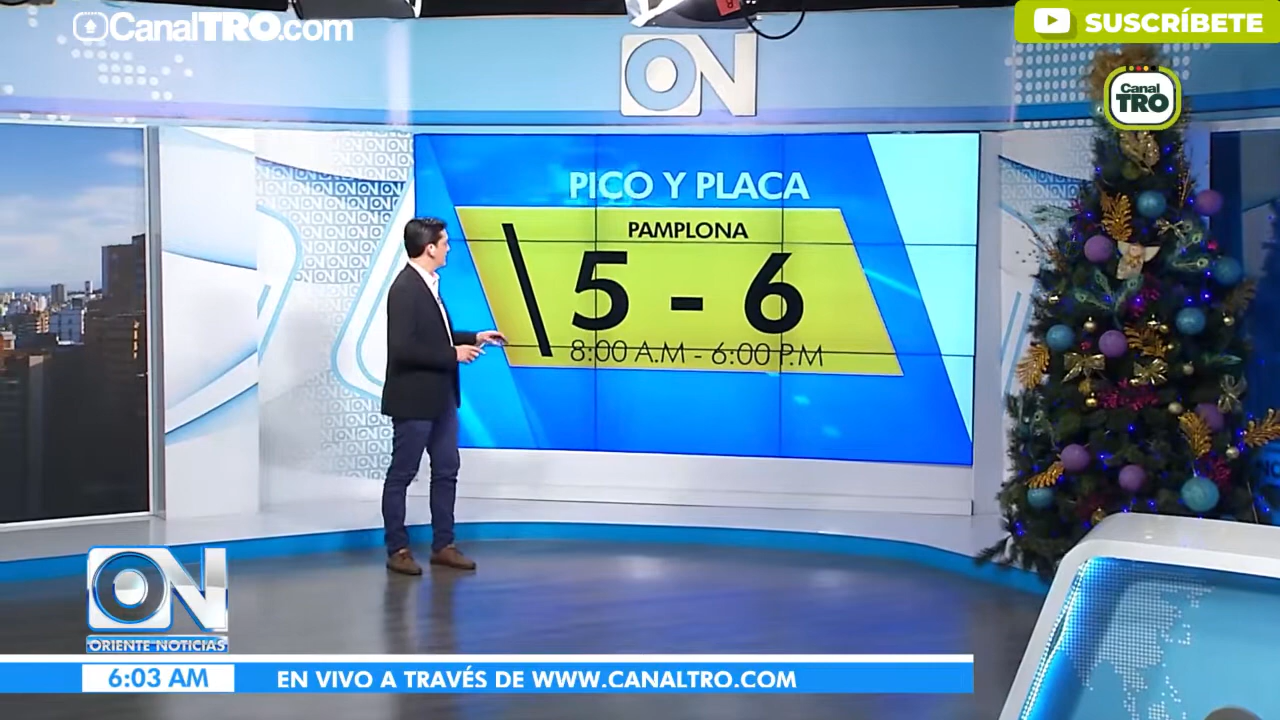 CanalTRO.com
SUSCRÍBETE
ON
Canal
TRO
PICO Y PLACA
PAMPLONA
5 - 6
8:00 A.M - 6:00 P.M
ON
ORIENTE NOTICIAS
6:03 AM
EN VIVO A TRAVÉS DE WWW.CANALTRO.COM